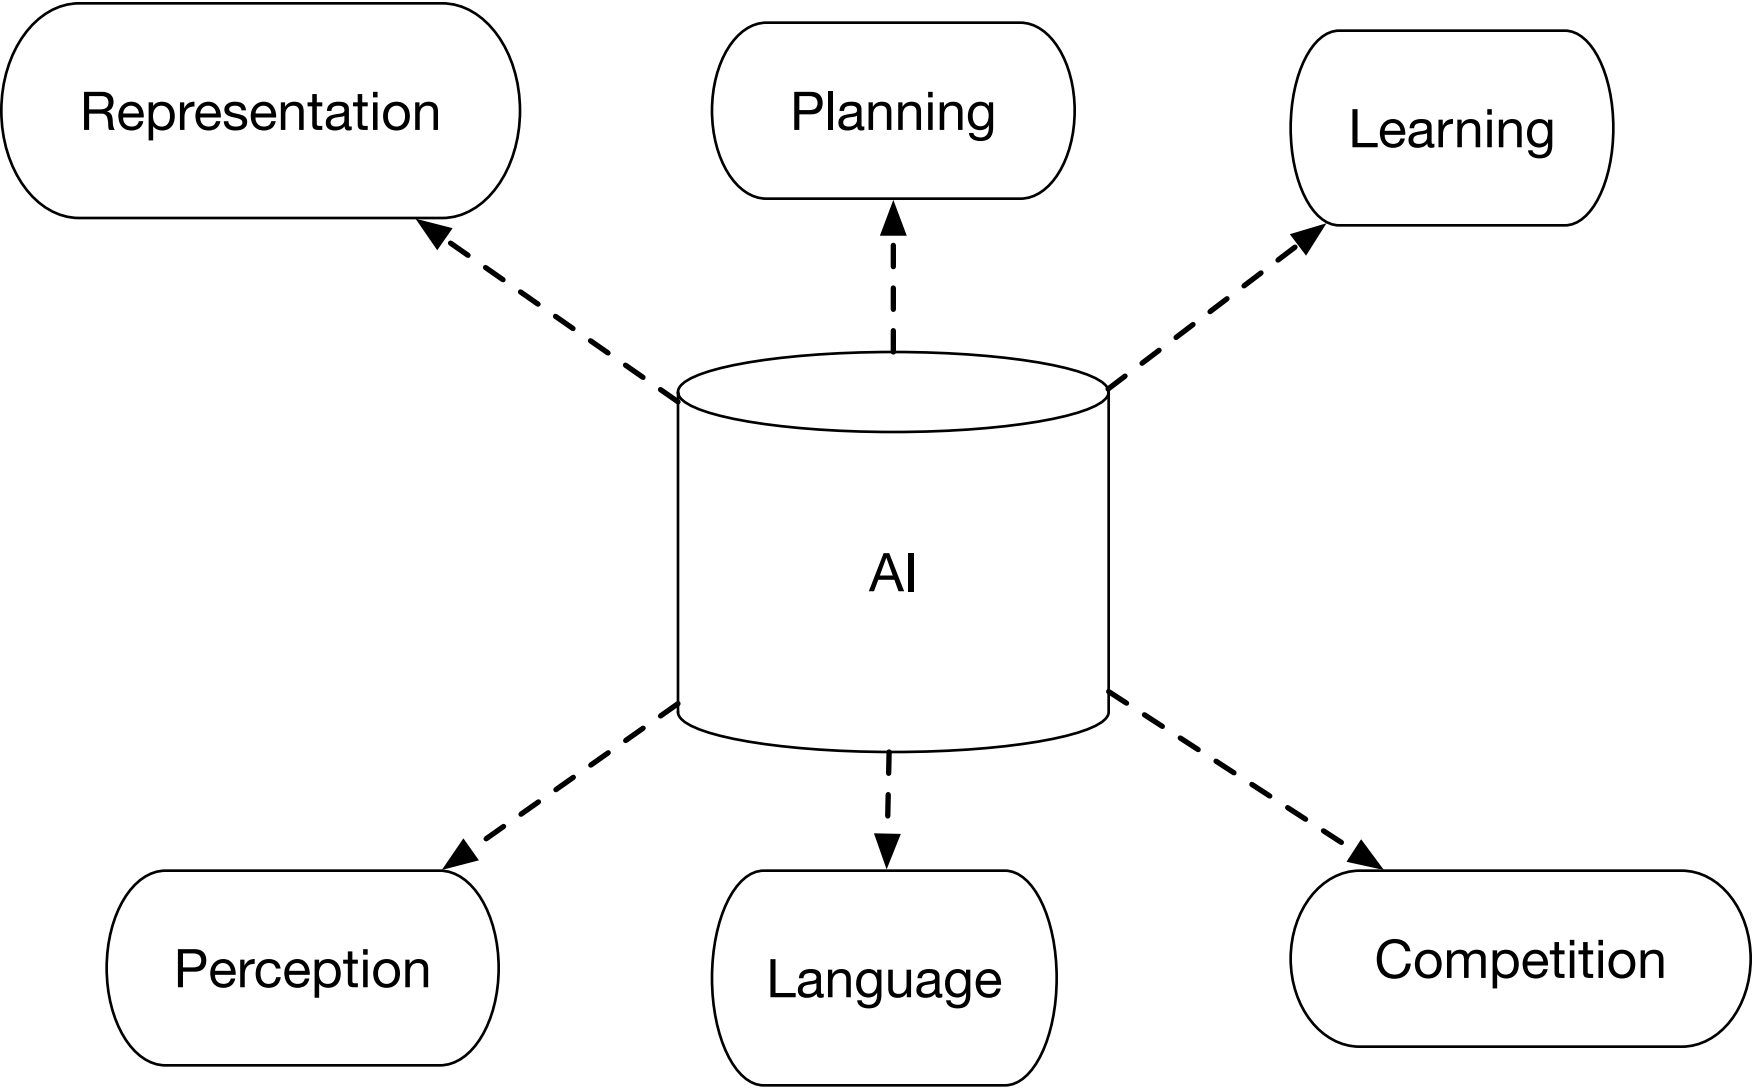 Representation
Planning
Learning
AI
Perception
Language
Competition